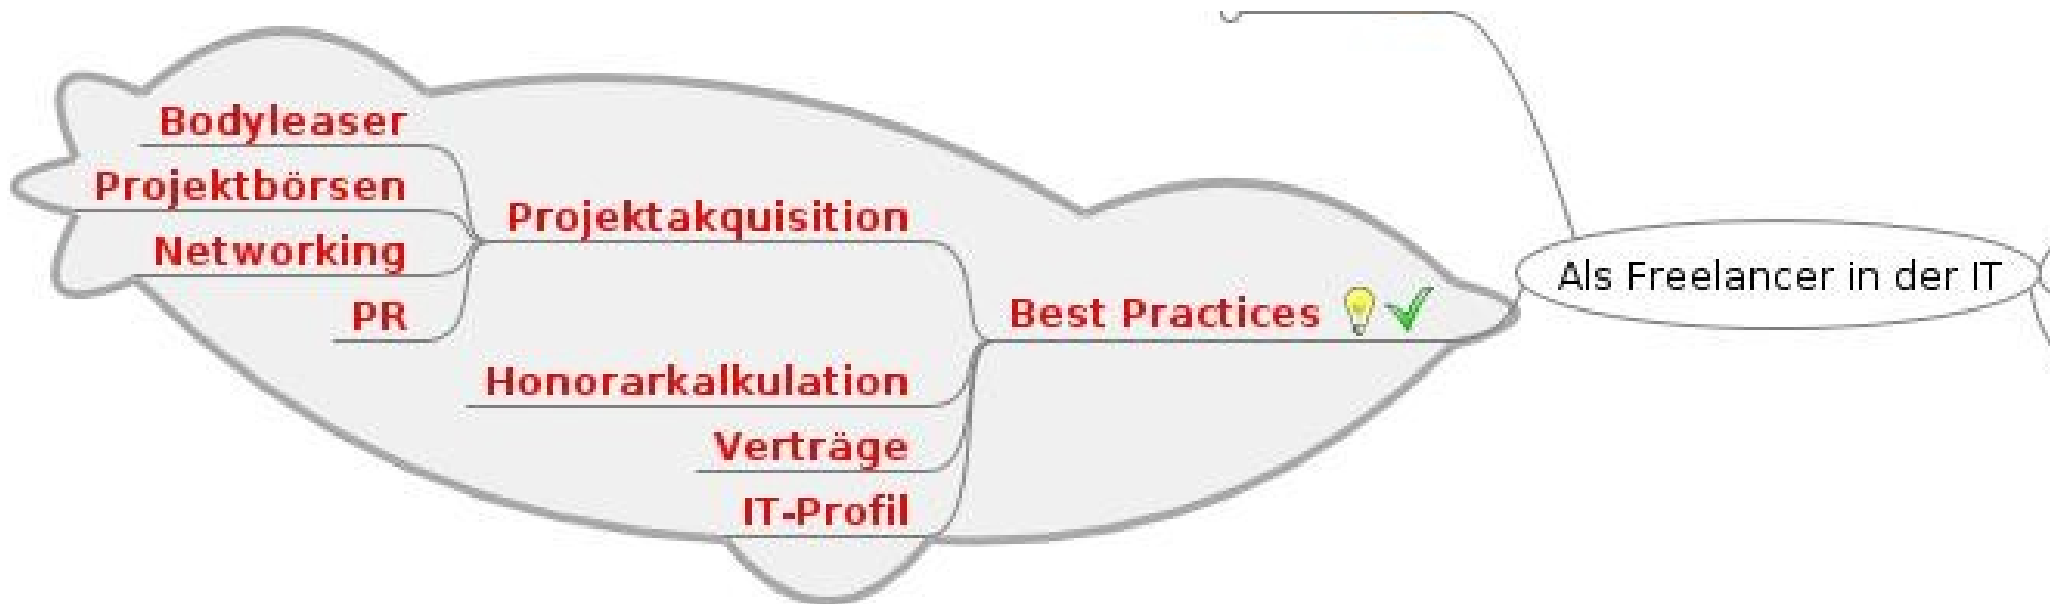 Bodyleaser
Projektbörsen
Networking
PR
Projektakquisition
Honorarkalkulation
Verträge
IT-Profil
Best Practices
Als Freelancer in der IT